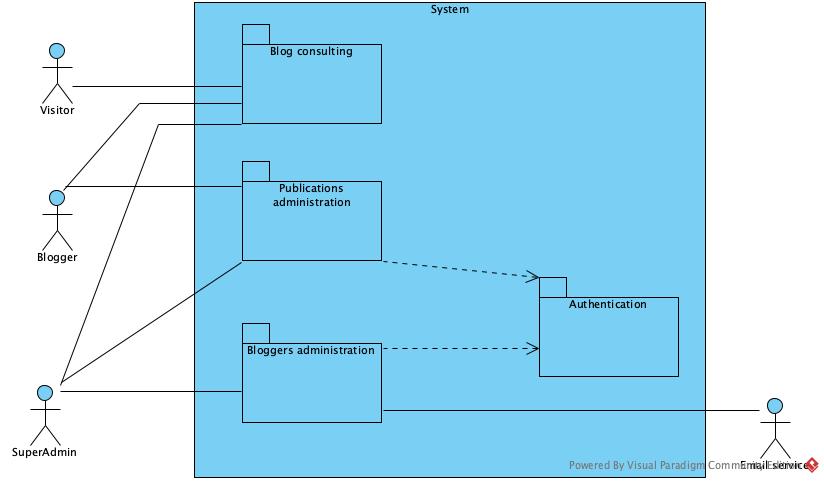 System
Blog consulting
Visitor
Publications
administration
Blogger
Authentication
Bloggers administration
SuperAdmin
Email service
Powered By Visual Paradigm Community Edition